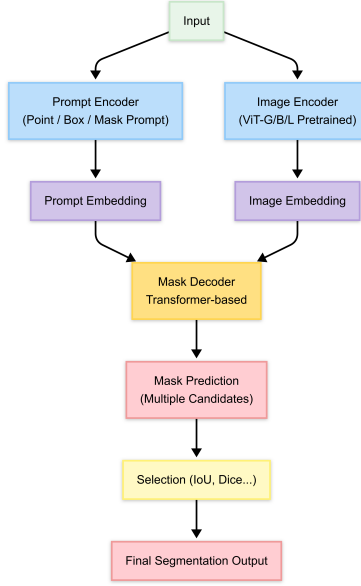 Input
Prompt Encoder
(Point / Box / Mask Prompt)
Image Encoder
(ViT-G/B/L Pretrained)
Prompt Embedding
Image Embedding
Mask Decoder
Transformer-based
Mask Prediction
(Multiple Candidates)
Selection (IoU, Dice...)
Final Segmentation Output